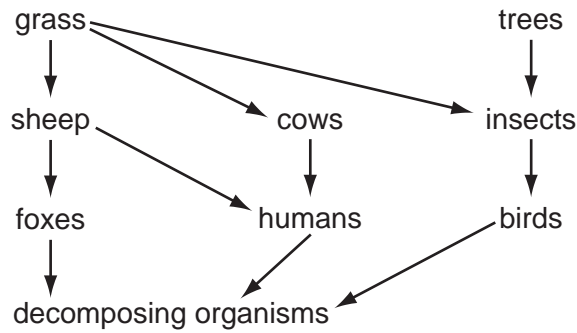 grass trees
sheep cows insects
foxes humans birds
decomposing organisms